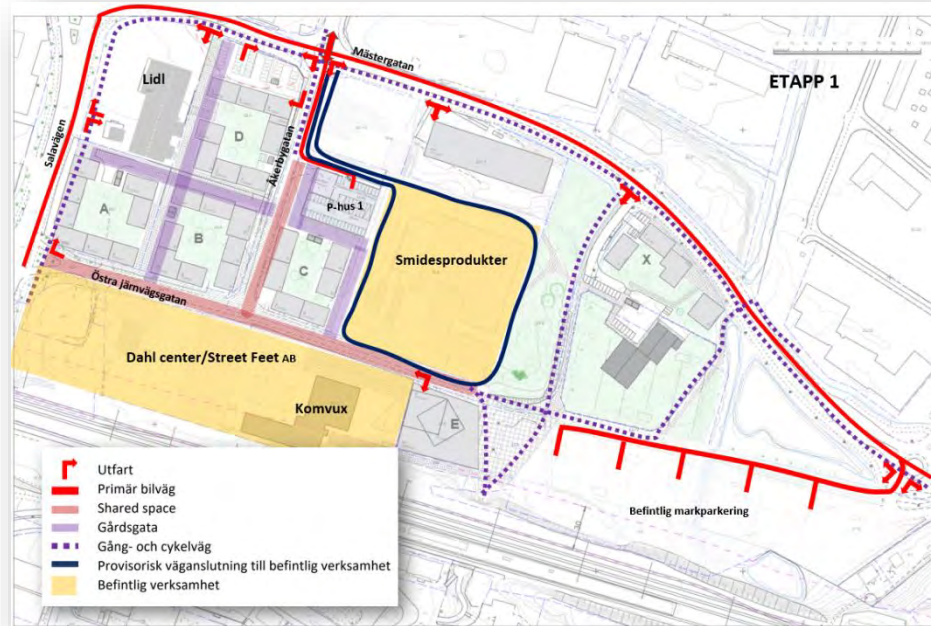 Mästergatan
ETAPP 1
Lidl
Salavägen
D
Åkerbygatan
A
B
C
P-hus 1
Smidesprodukter
X
Östra järnvägsgatan
Dahl center/Street Feet AB
Komvux
E
Befintlig markparkering
Utfart
Primär bilväg
Shared space
Gårdsgata
Gång- och cykelväg
Provisorisk väganslutning till befintlig verksamhet
Befintlig verksamhet